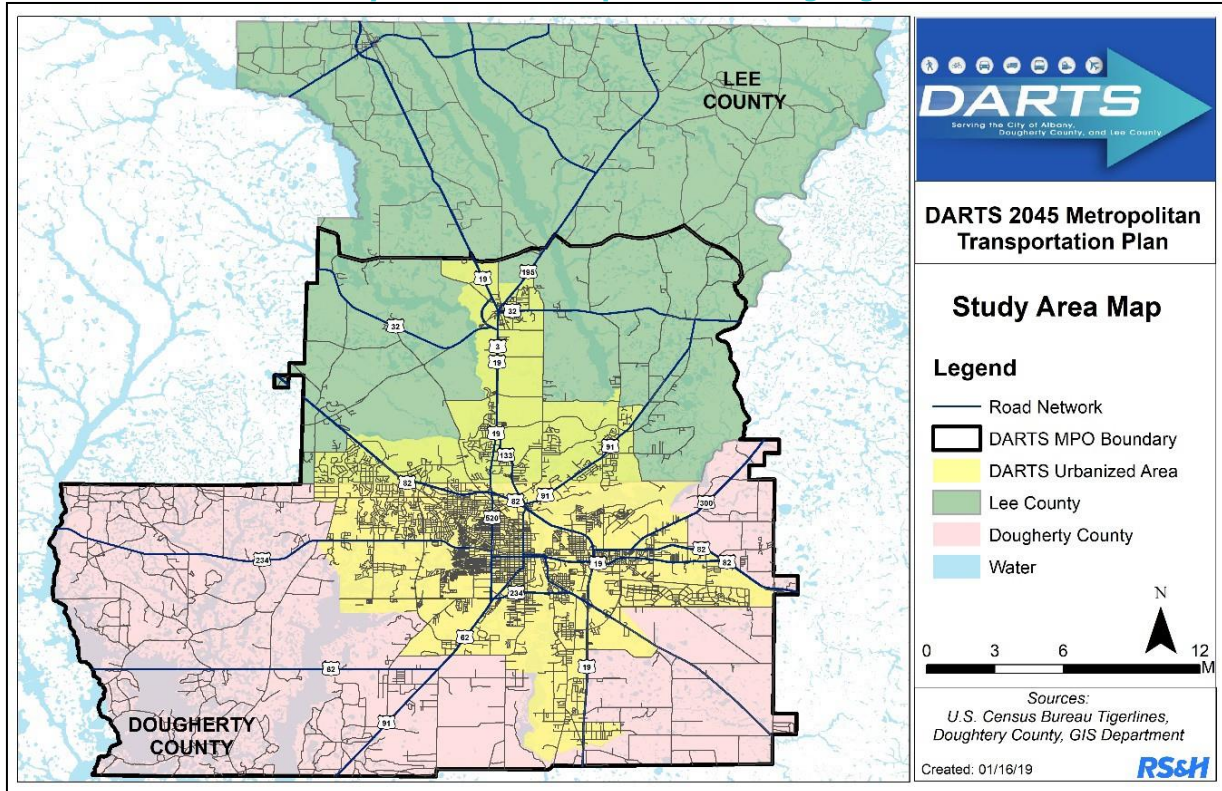 LEE
COUNTY
19
195
32
32
3
19
19
133
91
82
82
91
300
520
234
82
82
19
234
62
62
19
91
DOUGHERTY
COUNTY
DARTS
Serving the City of Albany,
Dougherty County, and Lee County
DARTS 2045 Metropolitan
Transportation Plan
Study Area Map
Legend
Road Network
DARTS MPO Boundary
DARTS Urbanized Area
Lee County
Dougherty County
Water
N
0 3 6 12
M
Sources:
U.S. Census Bureau Tigerlines,
Doughtery County, GIS Department
Created: 01/16/19
RS&H